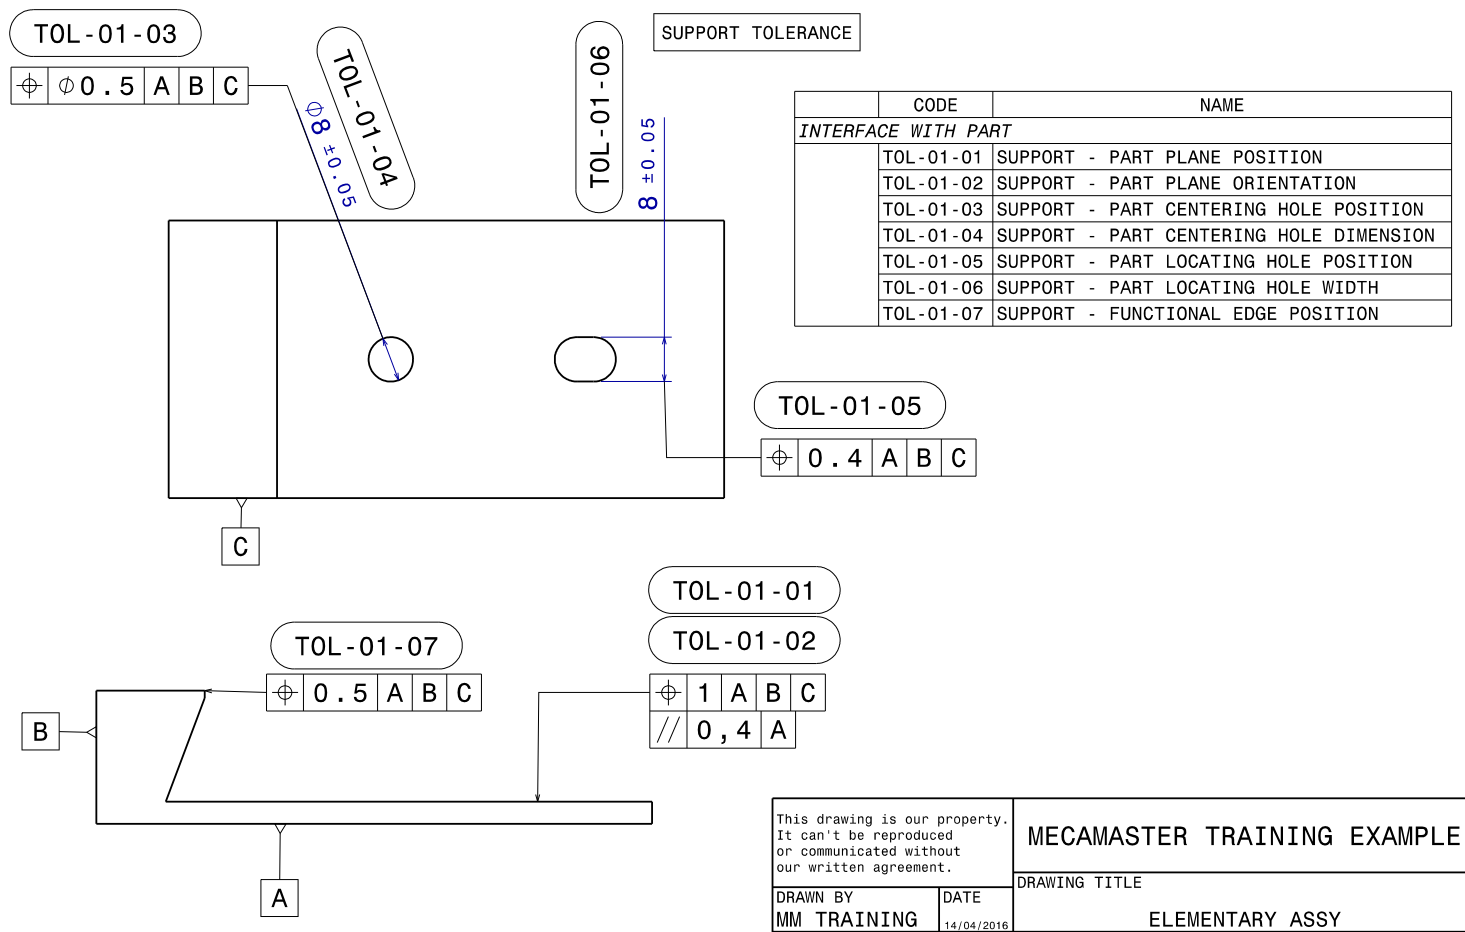 TOL-01-03
⌖ ⌀0.5 A B C
TOL-01-04
⌀8 ±0.05
TOL-01-06
8 ±0.05
SUPPORT TOLERANCE
CODE NAME
INTERFACE WITH PART
TOL-01-01 SUPPORT - PART PLANE POSITION
TOL-01-02 SUPPORT - PART PLANE ORIENTATION
TOL-01-03 SUPPORT - PART CENTERING HOLE POSITION
TOL-01-04 SUPPORT - PART CENTERING HOLE DIMENSION
TOL-01-05 SUPPORT - PART LOCATING HOLE POSITION
TOL-01-06 SUPPORT - PART LOCATING HOLE WIDTH
TOL-01-07 SUPPORT - FUNCTIONAL EDGE POSITION
TOL-01-05
⌖ 0.4 A B C
C
TOL-01-01
TOL-01-02
⌖ 1 A B C
// 0,4 A
TOL-01-07
⌖ 0.5 A B C
B
A
This drawing is our property.
It can't be reproduced
or communicated without
our written agreement.
MECAMASTER TRAINING EXAMPLE
DRAWN BY
MM TRAINING
DATE
14/04/2016
DRAWING TITLE
ELEMENTARY ASSY